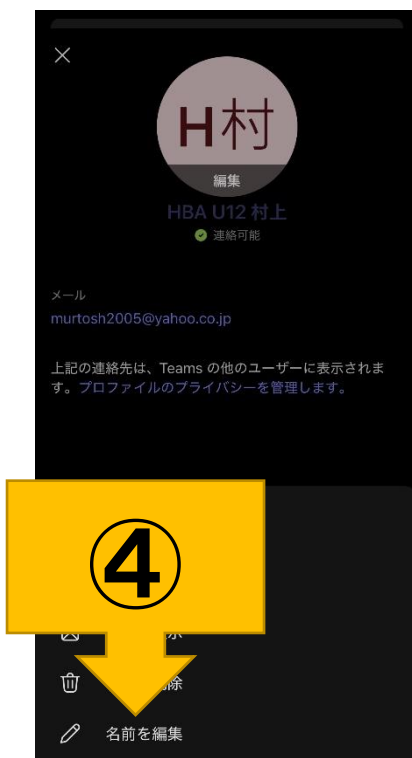 H村
編集
HBA U12 村上
連絡可能
メール
murtosh2005@yahoo.co.jp
上記の連絡先は、Teams の他のユーザーに表示されま
す。プロファイルのプライバシーを管理します。
④
示
除
名前を編集